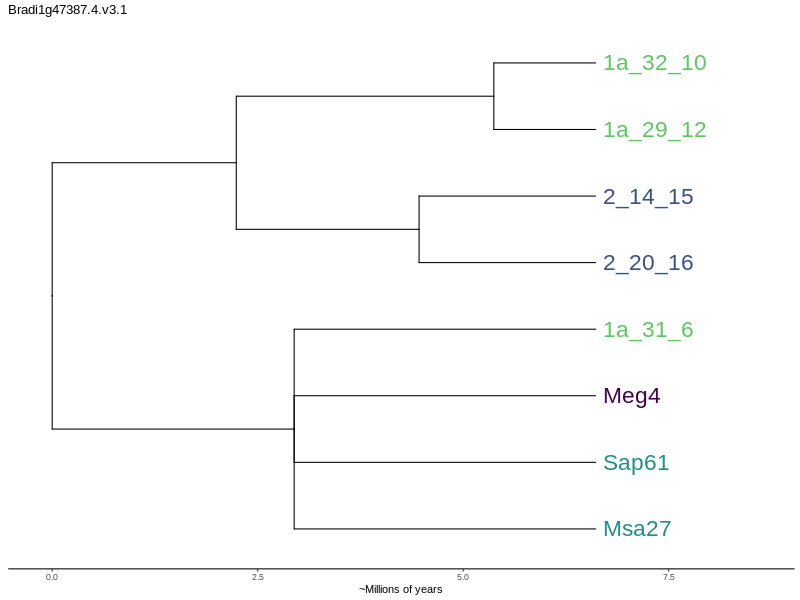 Bradi1g47387.4.v3.1
1a_32_10
1a_29_12
2_14_15
2_20_16
1a_31_6
Meg4
Sap61
Msa27
0.0 2.5 5.0 7.5
~Millions of years